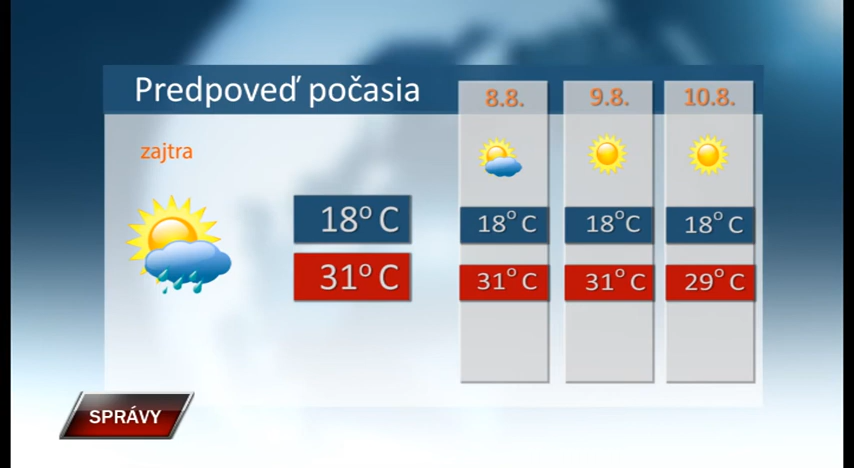 Predpoveď počasia
zajtra
18° C
31° C
8.8.
18° C
31° C
9.8.
18°C
31° C
10.8.
18° C
29° C
SPRÁVY